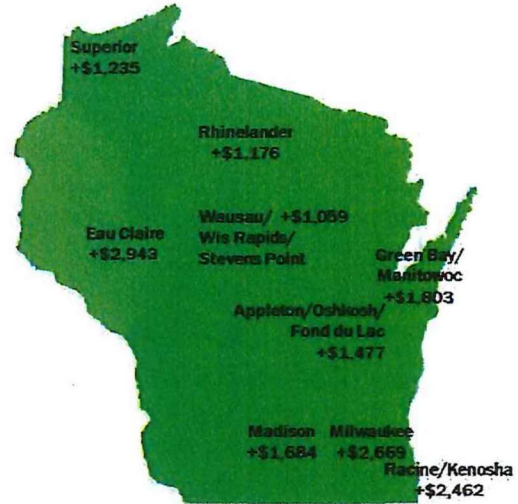 Superior
+$1,235
Rhinelander
+$1,176
Wausau/ +$1,059
Wis Rapids/
Stevens Point
Eau Claire
+$2,943
Green Bay/
Manitowoc
+$1,803
Appleton/Oshkosh/
Fond du Lac
+$1,477
Madison
+$1,684
Milwaukee
+$2,669
Racine/Kenosha
+$2,462